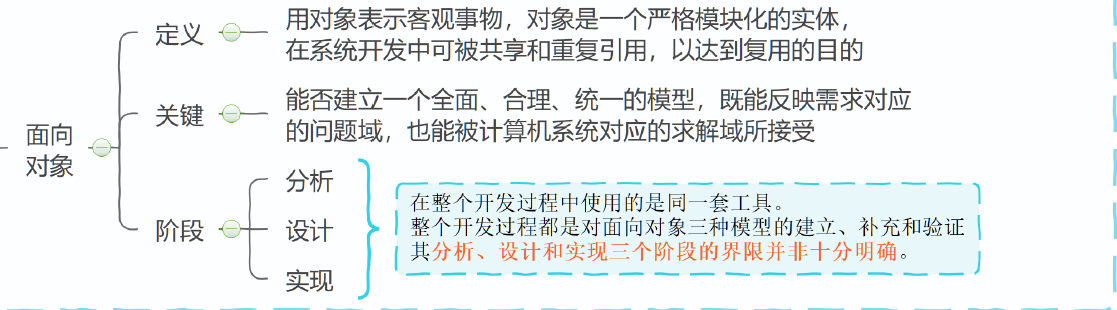 面向
对象
定义
用对象表示客观事物，对象是一个严格模块化的实体，
在系统开发中可被共享和重复引用，以达到复用的目的
关键
能否建立一个全面、合理、统一的模型，既能反映需求对应
的问题域，也能被计算机系统对应的求解域所接受
阶段
分析
设计
实现
在整个开发过程中使用的是同一套工具。
整个开发过程都是对面向对象三种模型的建立、补充和验证
其分析、设计和实现三个阶段的界限并非十分明确。